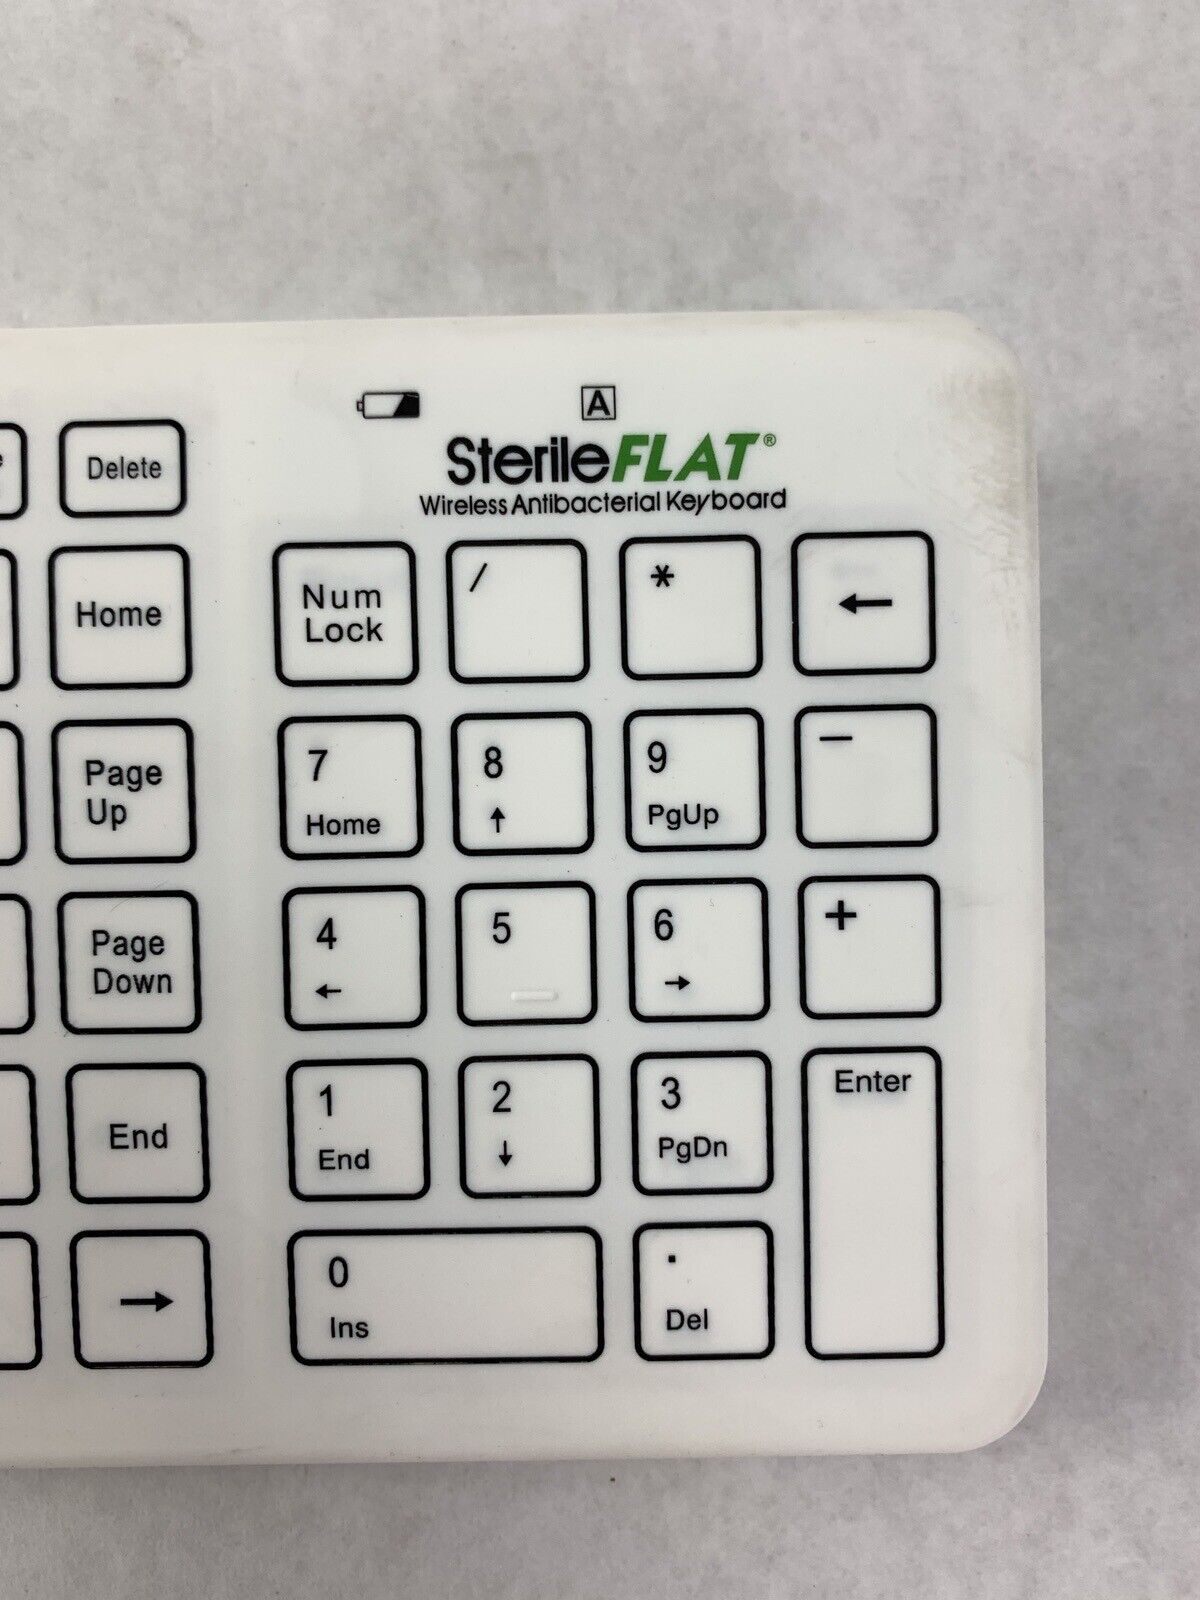 A
SterileFLAT®
Wireless Antibacterial Keyboard
Delete
Num
Lock
/
*
←
Home
7
Home
8
↑
9
PgUp
−
Page
Up
4
←
5
6
→
+
Page
Down
1
End
2
↓
3
PgDn
Enter
End
0
Ins
.
Del
→